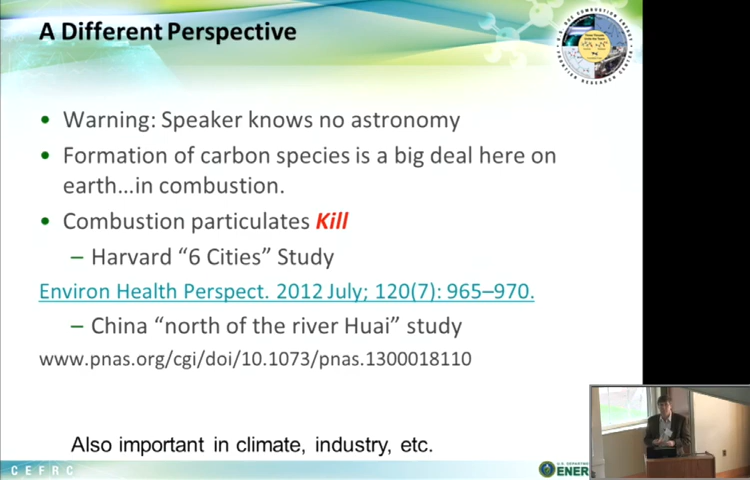 A Different Perspective
• Warning: Speaker knows no astronomy
• Formation of carbon species is a big deal here on
earth...in combustion.
• Combustion particulates Kill
– Harvard “6 Cities” Study
Environ Health Perspect. 2012 July; 120(7): 965–970.
– China “north of the river Huai” study
www.pnas.org/cgi/doi/10.1073/pnas.1300018110
Also important in climate, industry, etc.
CEFRC
U.S. DEPARTMENT
ENER